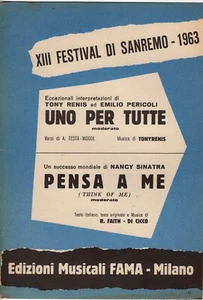 XIII FESTIVAL DI SANREMO - 1963
Eccezionali interpretazioni di
TONY RENIS ed EMILIO PERICOLI
UNO PER TUTTE
moderato
Versi di A. TESTA-MOGOL Musica di TONYRENIS
Un successo mondiale di NANCY SINATRA
PENSA A ME
(THINK OF ME)
moderato
Testo italiano, testo originale e Musica di
R. FAITH - DI CICCO
Edizioni Musicali FAMA - Milano